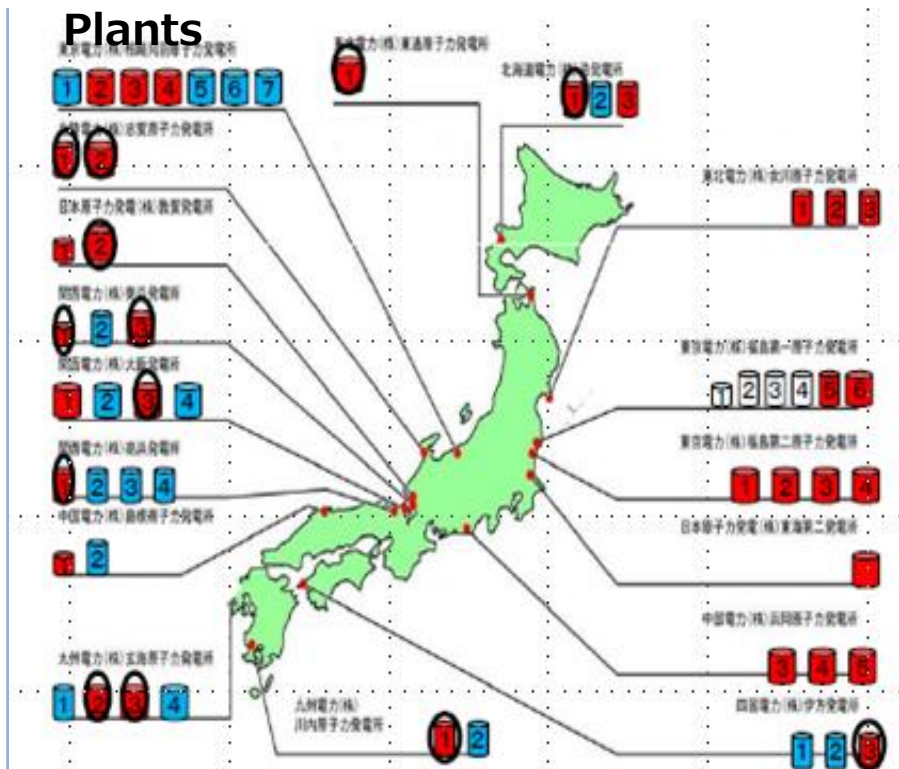 Plants
東京電力(株)柏崎刈羽原子力発電所
1 2 3 4 5 6 7
電力(株)志賀原子力発電所
1 2
日本原子力発電(株)敦賀発電所
1 2
関西電力(株)美浜発電所
1 2 3
関西電力(株)大飯発電所
1 2 3 4
関西電力(株)高浜発電所
1 2 3 4
中国電力(株)島根原子力発電所
1 2
九州電力(株)玄海原子力発電所
1 2 3 4
九州電力(株)
川内原子力発電所
1 2
電力(株)東通原子力発電所
1
北海道電力(株)泊発電所
1 2 3
東北電力(株)女川原子力発電所
1 2 3
東京電力(株)福島第一原子力発電所
1 2 3 4 5 6
東京電力(株)福島第二原子力発電所
1 2 3 4
日本原子力発電(株)東海第二発電所
中部電力(株)浜岡原子力発電所
3 4 5
四国電力(株)伊方発電所
1 2 3